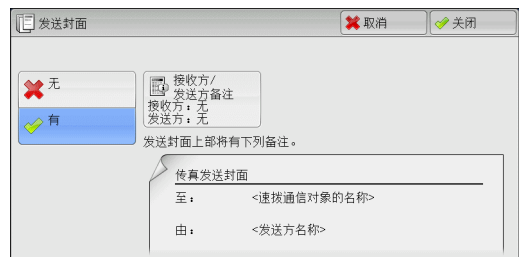 发送封面
取消
关闭
无
有
接收方/
发送方备注
接收方：无
发送方：无
发送封面上部将有下列备注。
传真发送封面
至： <速拨通信对象的名称>
由： <发送方名称>